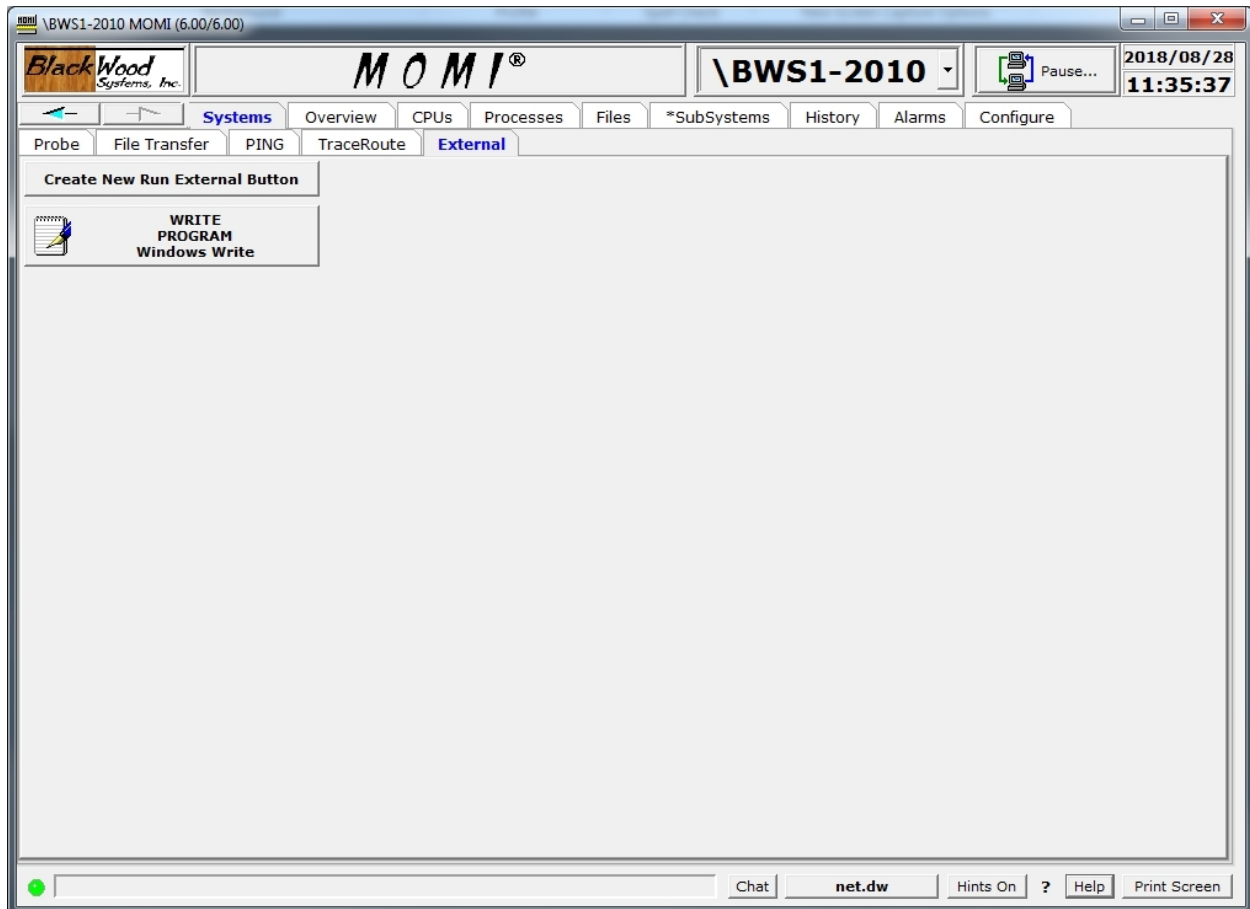 \BWS1-2010 MOMI (6.00/6.00)
BlackWood
Systems, Inc.
MOMI®
\BWS1-2010
Pause...
2018/08/28
11:35:37
Systems Overview CPUs Processes Files *SubSystems History Alarms Configure
Probe File Transfer PING TraceRoute External
Create New Run External Button
WRITE
PROGRAM
Windows Write
Chat net.dw Hints On ? Help Print Screen